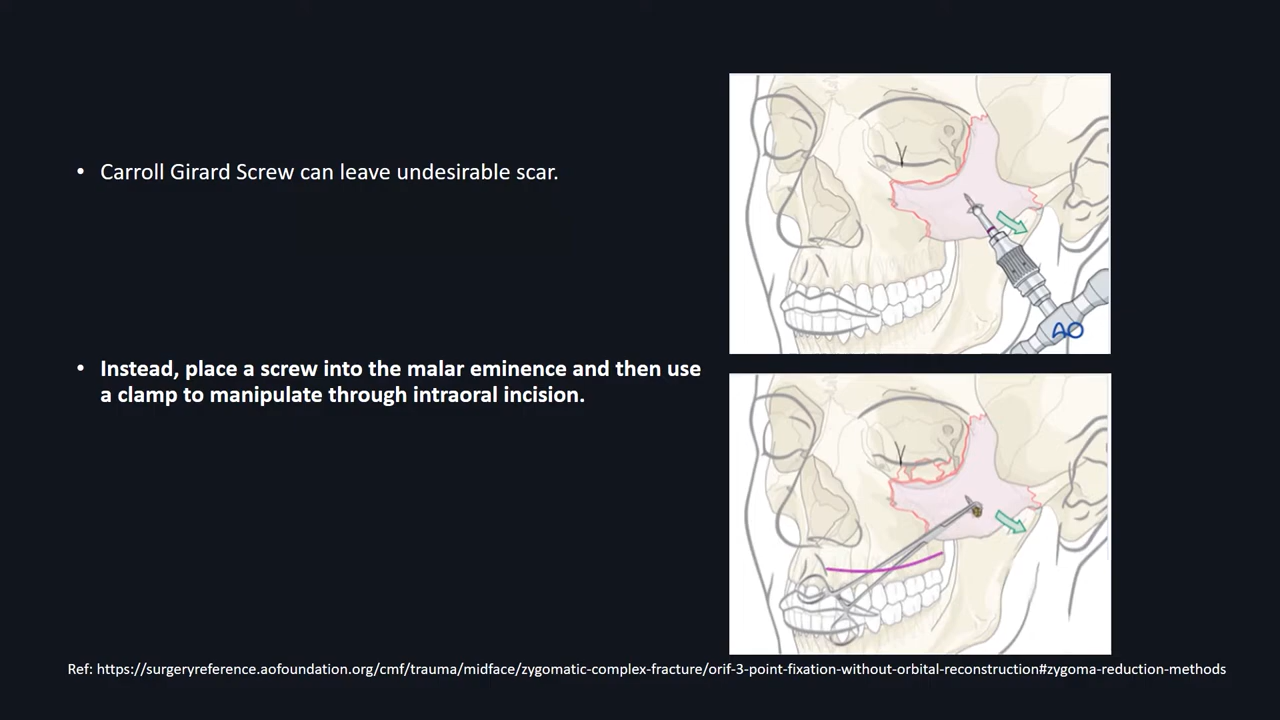 • Carroll Girard Screw can leave undesirable scar.
• Instead, place a screw into the malar eminence and then use
a clamp to manipulate through intraoral incision.
AO
Ref: https://surgeryreference.aofoundation.org/cmf/trauma/midface/zygomatic-complex-fracture/orif-3-point-fixation-without-orbital-reconstruction#zygoma-reduction-methods